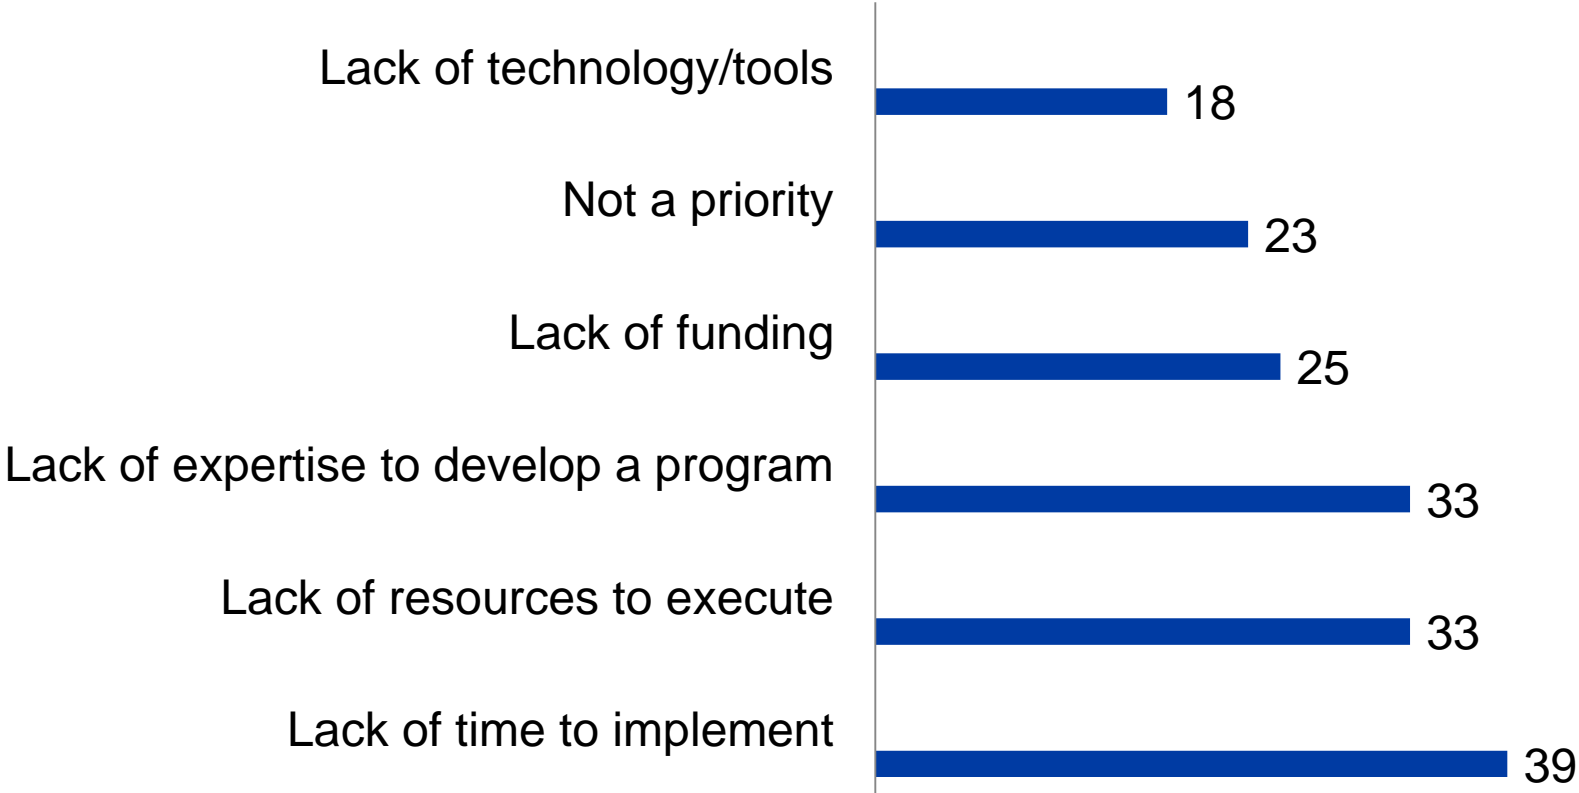 Lack of technology/tools
18
Not a priority
23
Lack of funding
25
Lack of expertise to develop a program
33
Lack of resources to execute
33
Lack of time to implement
39